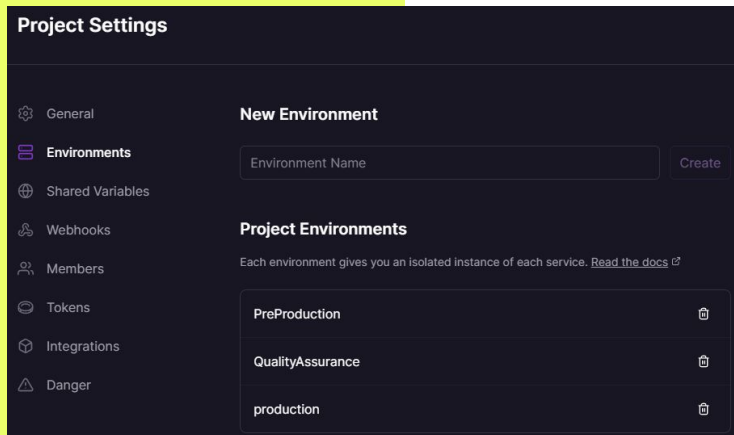 Project Settings
General
Environments
Shared Variables
Webhooks
Members
Tokens
Integrations
Danger
New Environment
Environment Name
Create
Project Environments
Each environment gives you an isolated instance of each service. Read the docs
PreProduction
QualityAssurance
production